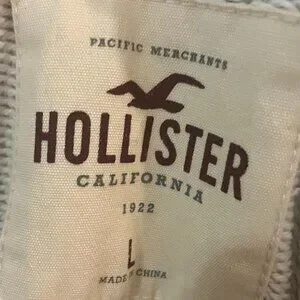 PACIFIC MERCHANTS
HOLLISTER
CALIFORNIA
1922
L
MADE IN CHINA